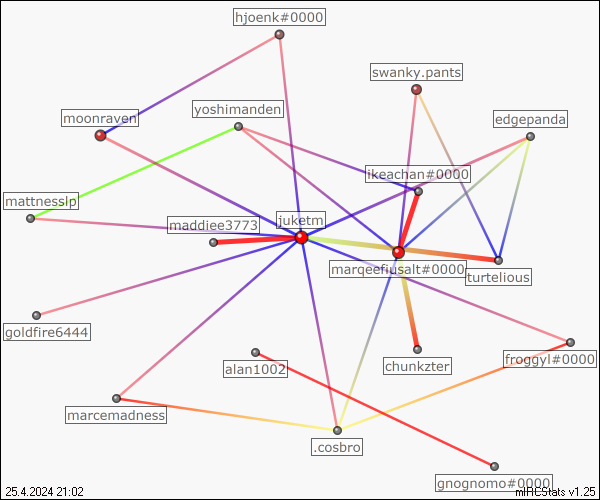 hjoenk#0000
swanky.pants
yoshimanden
moonraven
edgepanda
ikeachan#0000
mattnesslp
juketm
maddiee3773
marqeefiusalt#0000
turtelious
goldfire6444
froggyl#0000
alan1002
chunkzter
marcemadness
.cosbro
gnognomo#0000
25.4.2024 21:02
mIRCStats v1.25